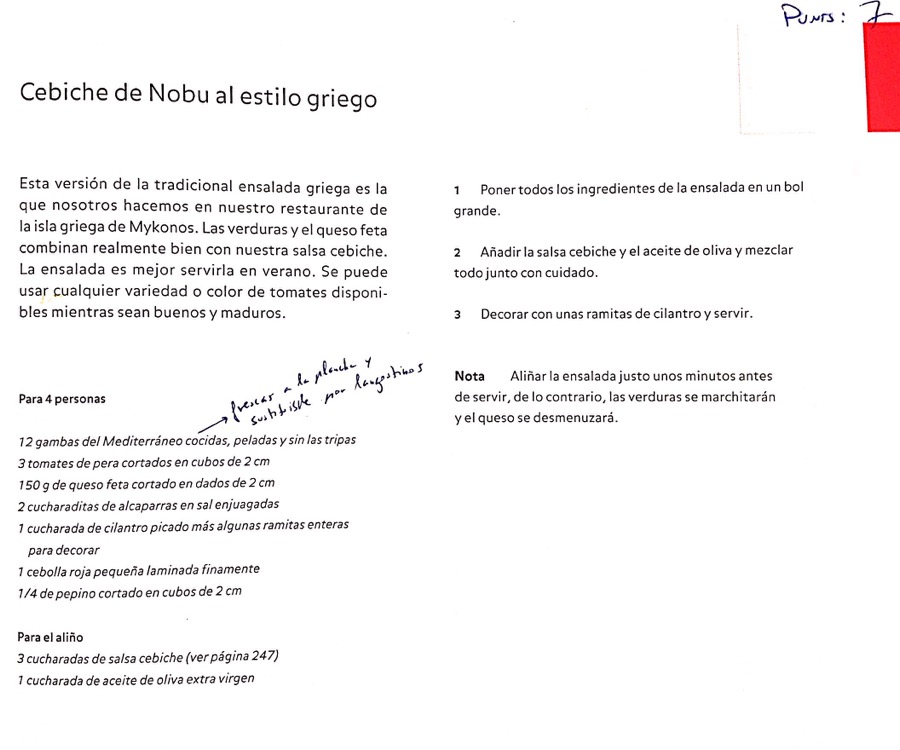 Punts: 7
Cebiche de Nobu al estilo griego
Esta versión de la tradicional ensalada griega es la
que nosotros hacemos en nuestro restaurante de
la isla griega de Mykonos. Las verduras y el queso feta
combinan realmente bien con nuestra salsa cebiche.
La ensalada es mejor servirla en verano. Se puede
usar cualquier variedad o color de tomates disponi-
bles mientras sean buenos y maduros.
frescas a la plancha y
sustituible por langostinos
Para 4 personas
12 gambas del Mediterráneo cocidas, peladas y sin las tripas
3 tomates de pera cortados en cubos de 2 cm
150 g de queso feta cortado en dados de 2 cm
2 cucharaditas de alcaparras en sal enjuagadas
1 cucharada de cilantro picado más algunas ramitas enteras
para decorar
1 cebolla roja pequeña laminada finamente
1/4 de pepino cortado en cubos de 2 cm
Para el aliño
3 cucharadas de salsa cebiche (ver página 247)
1 cucharada de aceite de oliva extra virgen
1 Poner todos los ingredientes de la ensalada en un bol
grande.
2 Añadir la salsa cebiche y el aceite de oliva y mezclar
todo junto con cuidado.
3 Decorar con unas ramitas de cilantro y servir.
Nota Aliñar la ensalada justo unos minutos antes
de servir, de lo contrario, las verduras se marchitarán
y el queso se desmenuzará.